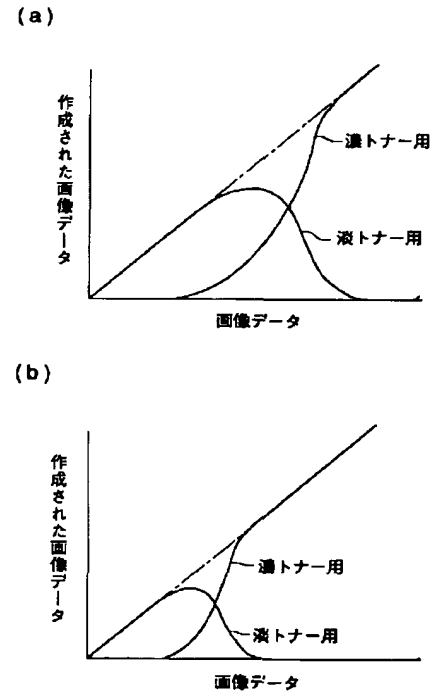 (a)
作成された画像データ
濃トナー用
淡トナー用
画像データ
(b)
作成された画像データ
濃トナー用
淡トナー用
画像データ